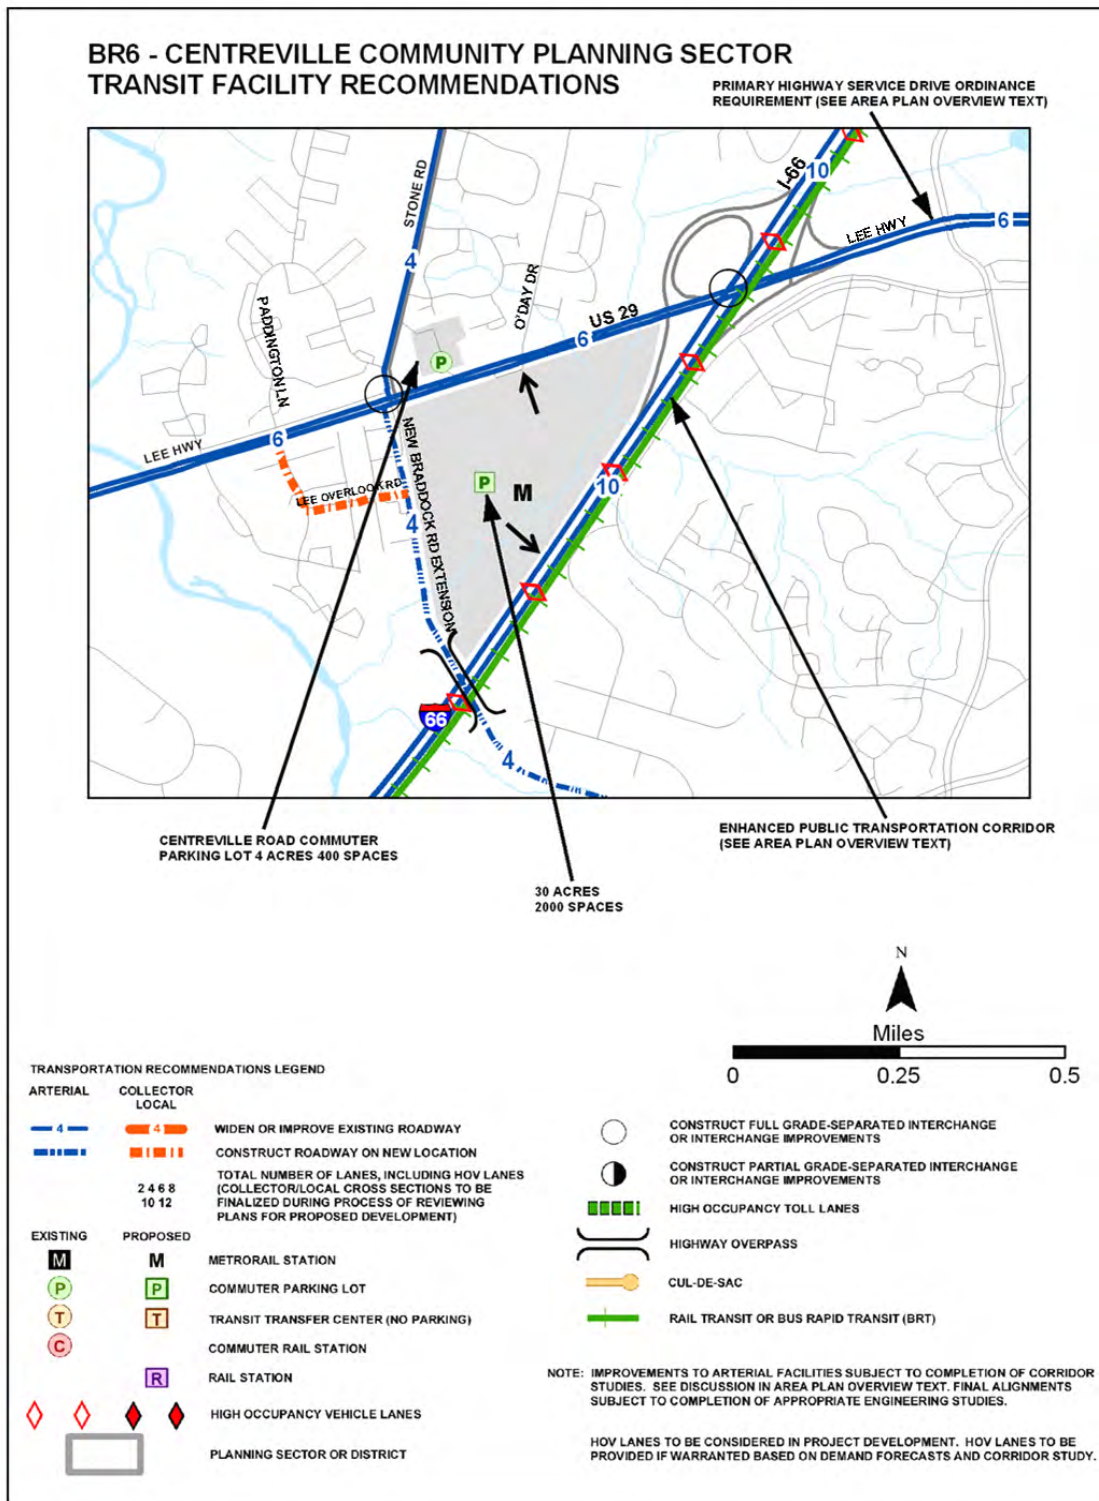 BR6 - CENTREVILLE COMMUNITY PLANNING SECTOR
TRANSIT FACILITY RECOMMENDATIONS
PRIMARY HIGHWAY SERVICE DRIVE ORDINANCE
REQUIREMENT (SEE AREA PLAN OVERVIEW TEXT)
I-66
10
STONE RD
4
LEE HWY
6
O'DAY DR
US 29
6
PADDINGTON LN
P
LEE HWY
6
NEW BRADDOCK RD EXTENSION
LEE OVERLOOK RD
4
P
M
10
66
4
CENTREVILLE ROAD COMMUTER
PARKING LOT 4 ACRES 400 SPACES
ENHANCED PUBLIC TRANSPORTATION CORRIDOR
(SEE AREA PLAN OVERVIEW TEXT)
30 ACRES
2000 SPACES
N
Miles
0 0.25 0.5
TRANSPORTATION RECOMMENDATIONS LEGEND
ARTERIAL COLLECTOR
LOCAL
4 4 WIDEN OR IMPROVE EXISTING ROADWAY
CONSTRUCT ROADWAY ON NEW LOCATION
TOTAL NUMBER OF LANES, INCLUDING HOV LANES
2 4 6 8 (COLLECTOR/LOCAL CROSS SECTIONS TO BE
10 12 FINALIZED DURING PROCESS OF REVIEWING
PLANS FOR PROPOSED DEVELOPMENT)
EXISTING PROPOSED
M M METRORAIL STATION
P P COMMUTER PARKING LOT
T T TRANSIT TRANSFER CENTER (NO PARKING)
C COMMUTER RAIL STATION
R RAIL STATION
HIGH OCCUPANCY VEHICLE LANES
PLANNING SECTOR OR DISTRICT
CONSTRUCT FULL GRADE-SEPARATED INTERCHANGE
OR INTERCHANGE IMPROVEMENTS
CONSTRUCT PARTIAL GRADE-SEPARATED INTERCHANGE
OR INTERCHANGE IMPROVEMENTS
HIGH OCCUPANCY TOLL LANES
HIGHWAY OVERPASS
CUL-DE-SAC
RAIL TRANSIT OR BUS RAPID TRANSIT (BRT)
NOTE: IMPROVEMENTS TO ARTERIAL FACILITIES SUBJECT TO COMPLETION OF CORRIDOR
STUDIES. SEE DISCUSSION IN AREA PLAN OVERVIEW TEXT. FINAL ALIGNMENTS
SUBJECT TO COMPLETION OF APPROPRIATE ENGINEERING STUDIES.
HOV LANES TO BE CONSIDERED IN PROJECT DEVELOPMENT. HOV LANES TO BE
PROVIDED IF WARRANTED BASED ON DEMAND FORECASTS AND CORRIDOR STUDY.